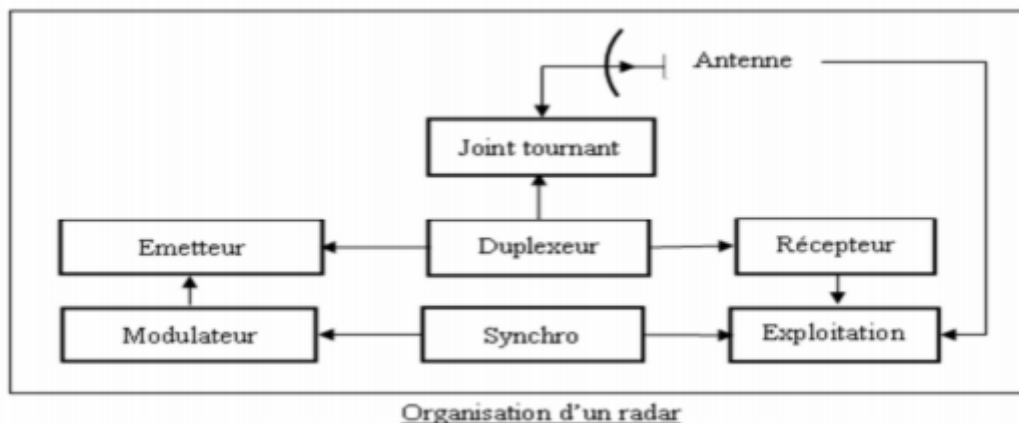 Antenne
Joint tournant
Emetteur
Duplexeur
Récepteur
Modulateur
Synchro
Exploitation
Organisation d'un radar